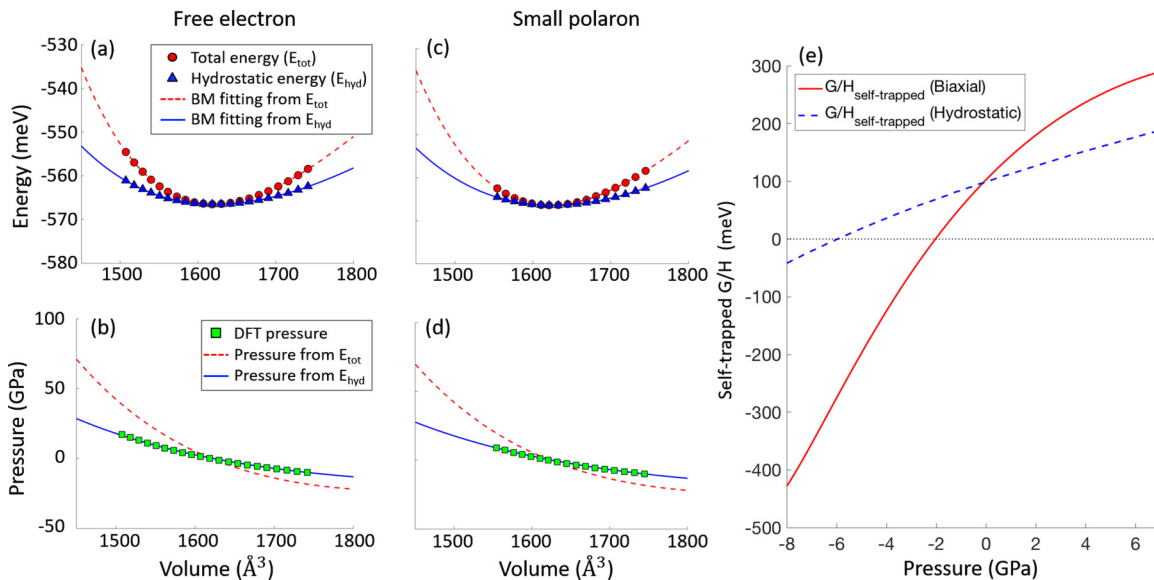 Free electron
Small polaron
(a)
(c)
(e)
Total energy (E_tot)
Hydrostatic energy (E_hyd)
BM fitting from E_tot
BM fitting from E_hyd
-530
-540
-550
-560
-570
-580
Energy (meV)
1500
1600
1700
1800
1500
1600
1700
1800
(b)
(d)
DFT pressure
Pressure from E_tot
Pressure from E_hyd
100
50
0
-50
Pressure (GPa)
1500
1600
1700
1800
1500
1600
1700
1800
Volume (Å³)
Volume (Å³)
G/H_self-trapped (Biaxial)
G/H_self-trapped (Hydrostatic)
300
200
100
0
-100
-200
-300
-400
-500
Self-trapped G/H (meV)
-8
-6
-4
-2
0
2
4
6
Pressure (GPa)